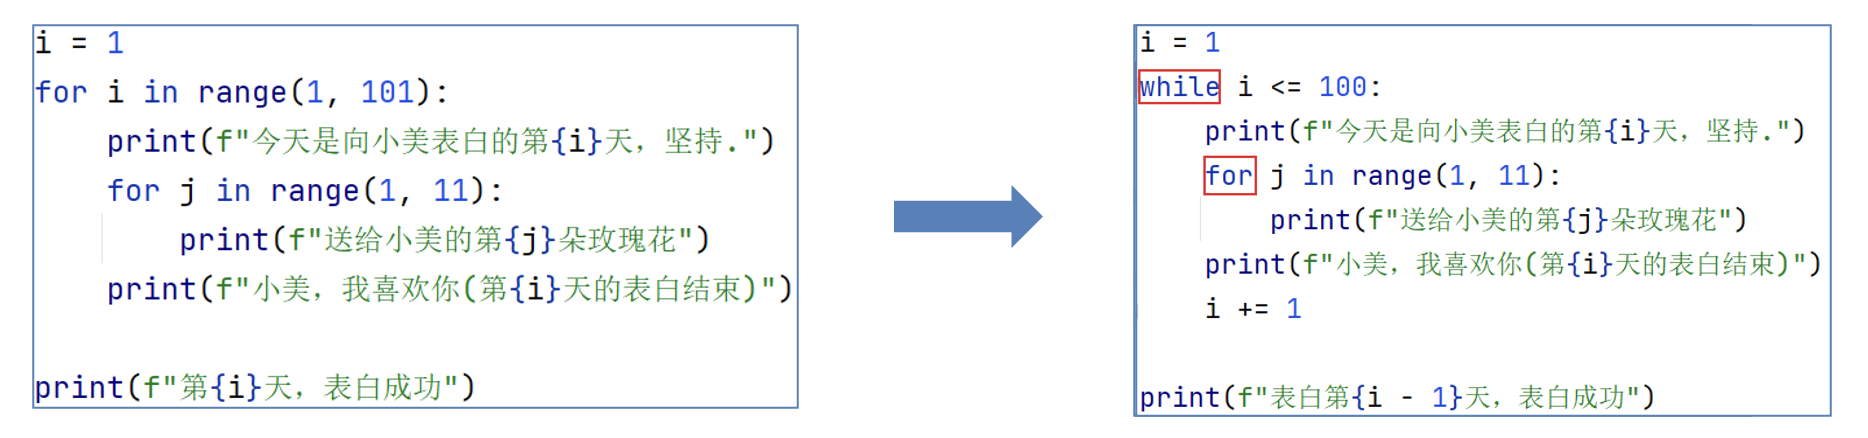 i = 1
for i in range(1, 101):
    print(f"今天是向小美表白的第{i}天，坚持.")
    for j in range(1, 11):
        print(f"送给小美的第{j}朵玫瑰花")
    print(f"小美，我喜欢你(第{i}天的表白结束)")
print(f"第{i}天，表白成功")
i = 1
while i <= 100:
    print(f"今天是向小美表白的第{i}天，坚持.")
    for j in range(1, 11):
        print(f"送给小美的第{j}朵玫瑰花")
    print(f"小美，我喜欢你(第{i}天的表白结束)")
    i += 1
print(f"表白第{i - 1}天，表白成功")